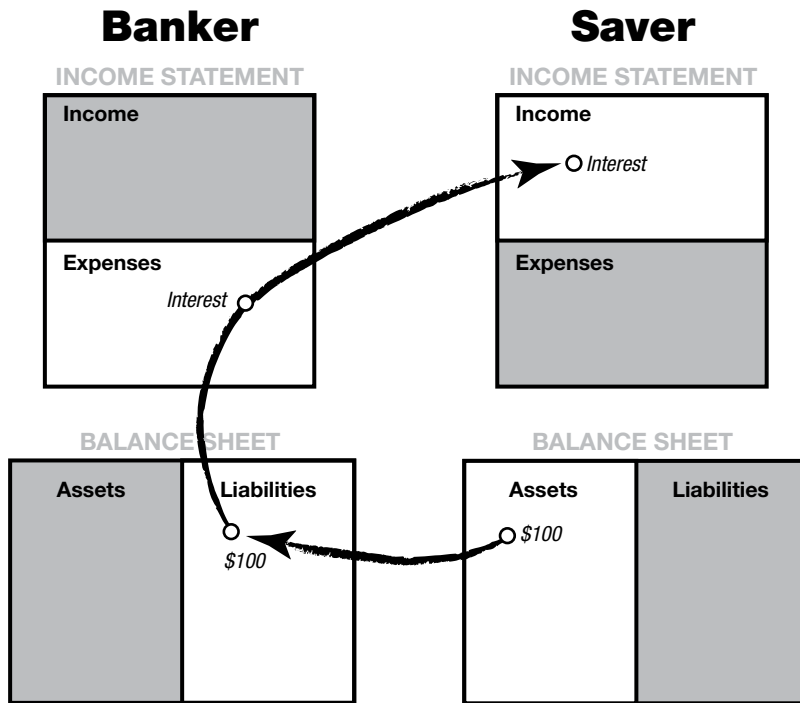 Banker
Saver
INCOME STATEMENT
INCOME STATEMENT
Income
Income
Interest
Expenses
Expenses
Interest
BALANCE SHEET
BALANCE SHEET
Assets
Liabilities
Assets
Liabilities
$100
$100